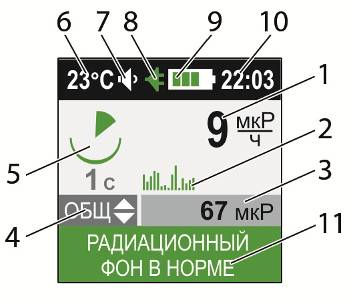 6 7 8 9 10
23°C 22:03
1
9 мкР/ч
2
5
3
1 с
4
ОБЩ 67 мкР
11
РАДИАЦИОННЫЙ
ФОН В НОРМЕ